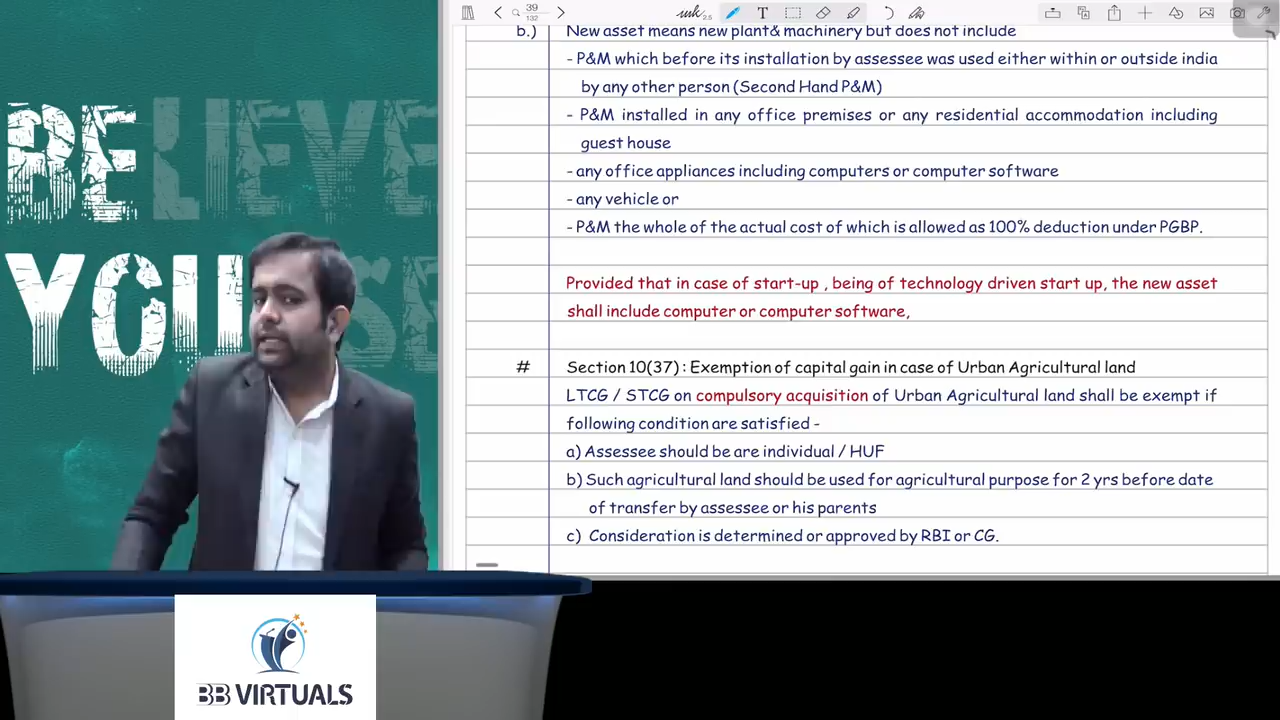 39
132
2.5
T
BELIEVE
YOU
SE
b.) New asset means new plant& machinery but does not include
- P&M which before its installation by assessee was used either within or outside india
by any other person (Second Hand P&M)
- P&M installed in any office premises or any residential accommodation including
guest house
- any office appliances including computers or computer software
- any vehicle or
- P&M the whole of the actual cost of which is allowed as 100% deduction under PGBP.
Provided that in case of start-up , being of technology driven start up, the new asset
shall include computer or computer software,
# Section 10(37) : Exemption of capital gain in case of Urban Agricultural land
LTCG / STCG on compulsory acquisition of Urban Agricultural land shall be exempt if
following condition are satisfied -
a) Assessee should be are individual / HUF
b) Such agricultural land should be used for agricultural purpose for 2 yrs before date
of transfer by assessee or his parents
c) Consideration is determined or approved by RBI or CG.
BB VIRTUALS